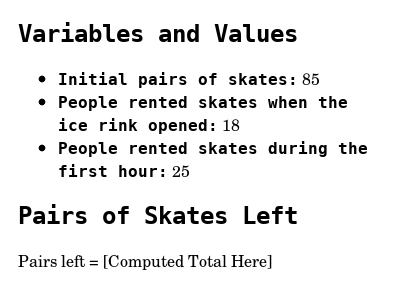 Variables and Values
• Initial pairs of skates: 85
• People rented skates when the
ice rink opened: 18
• People rented skates during the
first hour: 25
Pairs of Skates Left
Pairs left = [Computed Total Here]